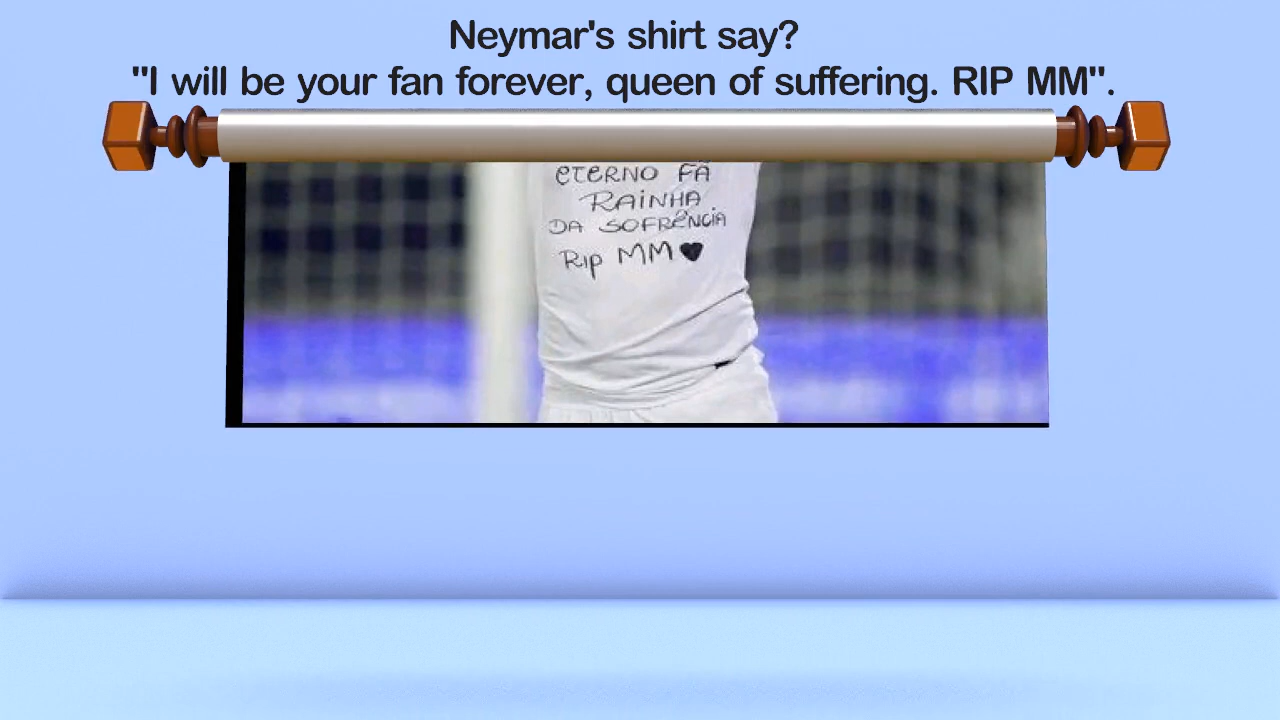 Neymar's shirt say?
"I will be your fan forever, queen of suffering. RIP MM".
eTeRNO FÃ
RAiNHA
DA SOFRÊNCiA
Rip MM♥